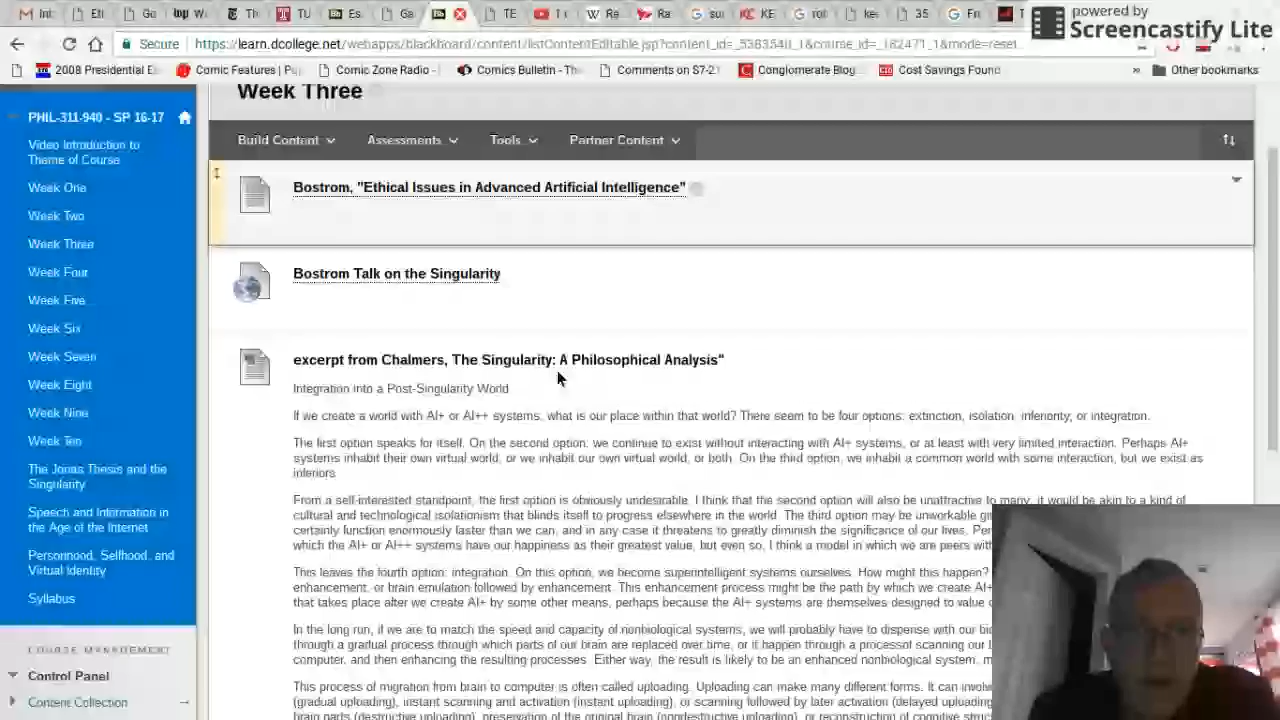 powered by
Screencastify Lite
Secure
https://learn.dcollege.net/webapps/blackboard/content/listContentEditable.jsp?content_id=
2008 Presidential E
Comic Features | Pu
Comic Zone Radio -
Comics Bulletin - The
Comments on S7-21
Conglomerate Blog
Cost Savings Found
Other bookmarks
PHIL-311-940 - SP 16-17
Video Introduction to
Theme of Course
Week One
Week Two
Week Three
Week Four
Week Five
Week Six
Week Seven
Week Eight
Week Nine
Week Ten
The Jonas Thesis and the
Singularity
Speech and Information in
the Age of the Internet
Personhood, Selfhood, and
Virtual Identity
Syllabus
COURSE MANAGEMENT
Control Panel
Content Collection
Week Three
Build Content
Assessments
Tools
Partner Content
Bostrom, "Ethical Issues in Advanced Artificial Intelligence"
Bostrom Talk on the Singularity
excerpt from Chalmers, The Singularity: A Philosophical Analysis"
Integration into a Post-Singularity World
If we create a world with AI+ or AI++ systems, what is our place within that world? There seem to be four options: extinction, isolation, inferiority, or integration.
The first option speaks for itself. On the second option, we continue to exist without interacting with AI+ systems, or at least with very limited interaction. Perhaps AI+
systems inhabit their own virtual world, or we inhabit our own virtual world, or both. On the third option, we inhabit a common world with some interaction, but we exist as
inferiors.
From a self-interested standpoint, the first option is obviously undesirable. I think that the second option will also be unattractive to many: it would be akin to a kind of
cultural and technological isolationism that blinds itself to progress elsewhere in the world. The third option may be unworkable
certainly function enormously faster than we can, and in any case it threatens to greatly diminish the significance of our lives.
which the AI+ or AI++ systems have our happiness as their greatest value, but even so, I think a model in which we are peers with
This leaves the fourth option: integration. On this option, we become superintelligent systems ourselves. How might this happen?
enhancement, or brain emulation followed by enhancement. This enhancement process might be the path by which we create AI+
that takes place after we create AI+ by some other means, perhaps because the AI+ systems are themselves designed to value
In the long run, if we are to match the speed and capacity of nonbiological systems, we will probably have to dispense with our
through a gradual process through which parts of our brain are replaced over time, or it happen through a process of scanning our
computer, and then enhancing the resulting processes. Either way, the result is likely to be an enhanced nonbiological system,
This process of migration from brain to computer is often called uploading. Uploading can make many different forms. It can
(gradual uploading), instant scanning and activation (instant uploading), or scanning followed by later activation (delayed
brain parts (destructive uploading), preservation of the original brain (nondestructive uploading), or reconstruction of cognitive